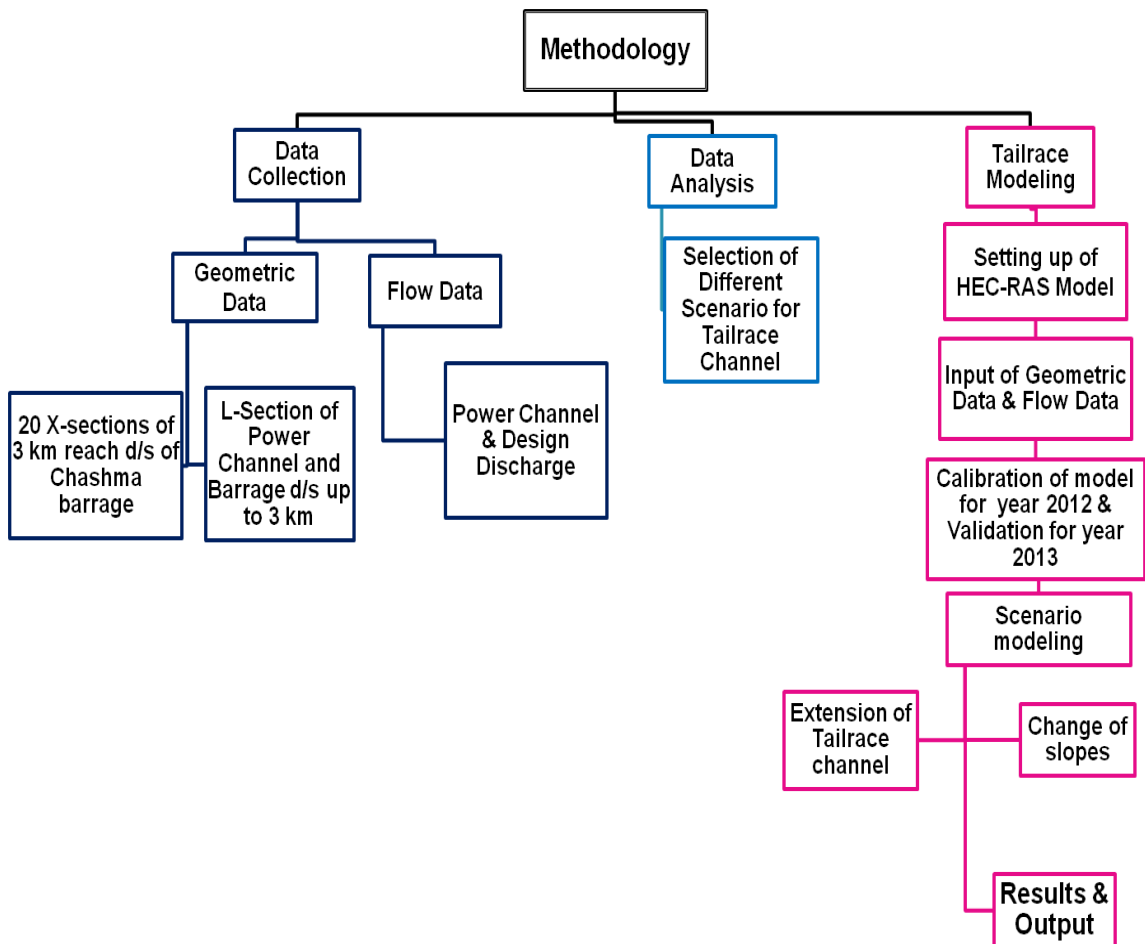 Methodology
Data
Collection
Geometric
Data
20 X-sections of
3 km reach d/s of
Chashma
barrage
L-Section of
Power
Channel and
Barrage d/s up
to 3 km
Flow Data
Power Channel
& Design
Discharge
Data
Analysis
Selection of
Different
Scenario for
Tailrace
Channel
Tailrace
Modeling
Setting up of
HEC-RAS Model
Input of Geometric
Data & Flow Data
Calibration of model
for year 2012 &
Validation for year
2013
Scenario
modeling
Extension of
Tailrace
channel
Change of
slopes
Results &
Output